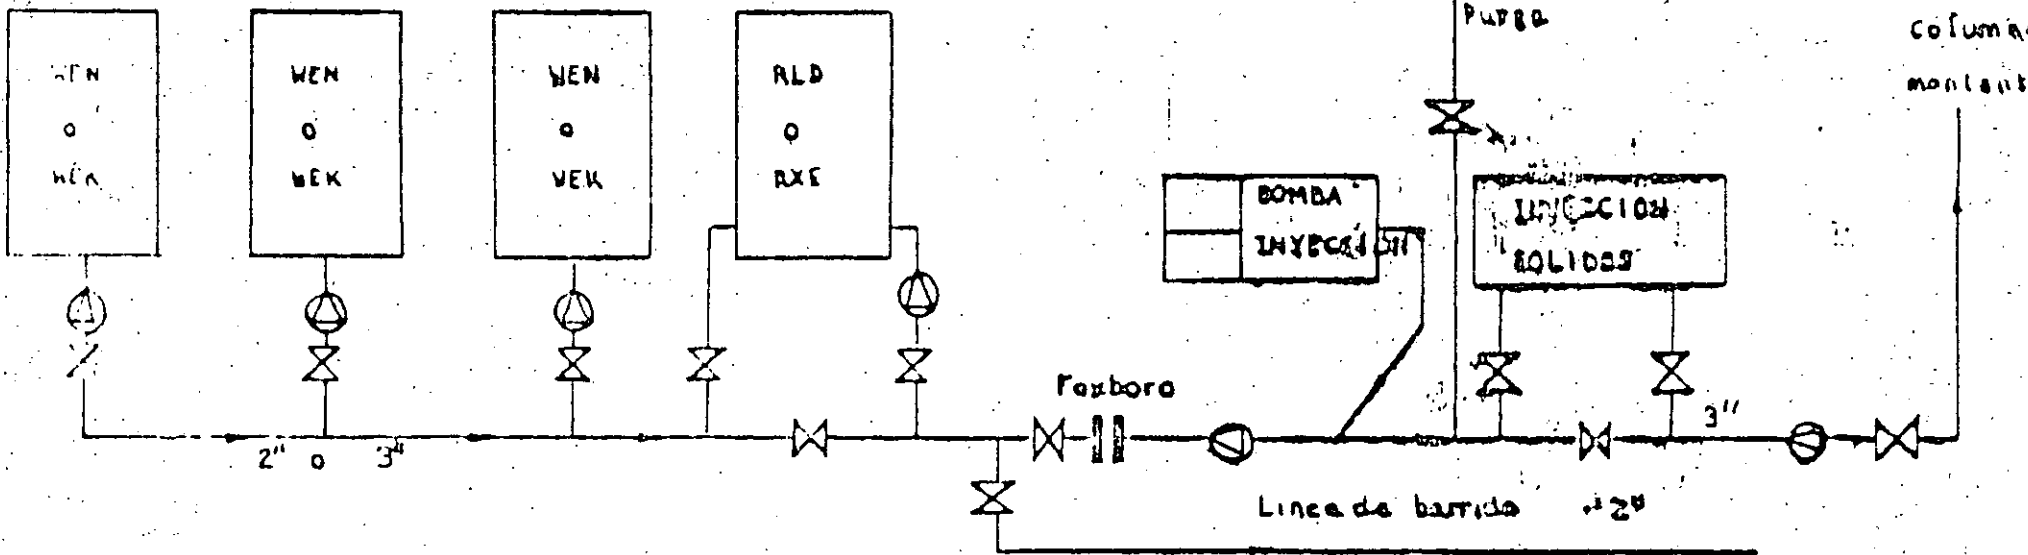 WEN
O
WEK
WEN
o
WEK
RLD
O
RXE
Purga
Columna
BOMBA
INYECCION
INYECCION
SOLIDOS
Foxboro
2" o 3"
3"
Linea de barrido 2"